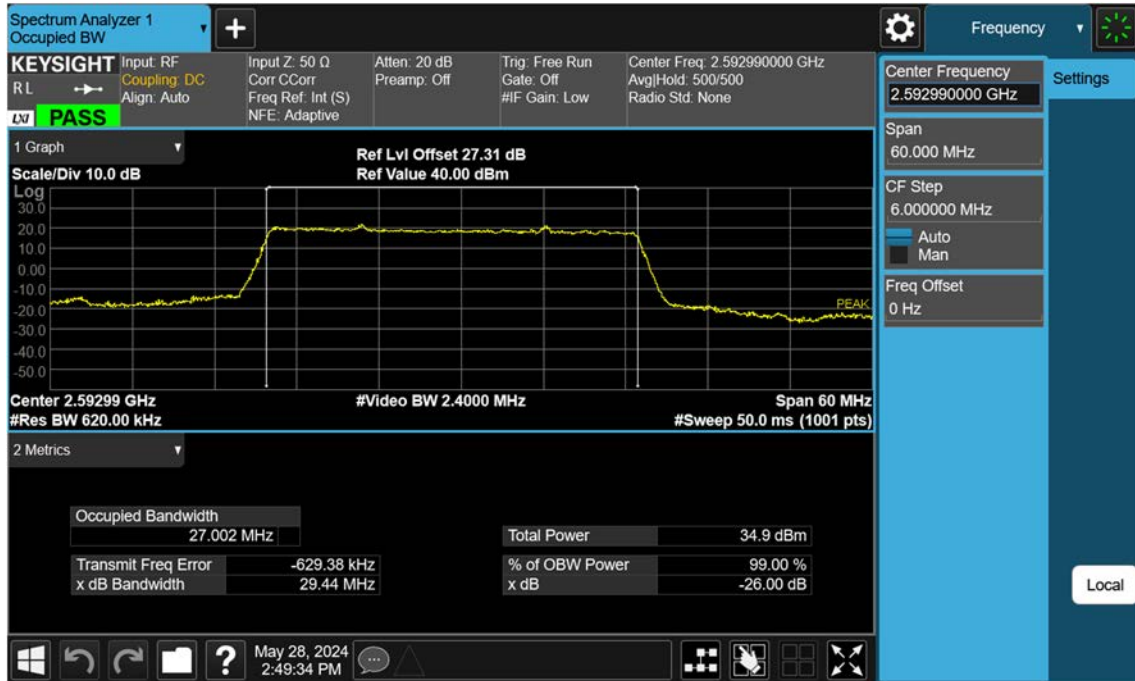 Spectrum Analyzer 1
Occupied BW
+
Frequency
KEYSIGHT
R L
LXI
PASS
Input: RF
Coupling: DC
Align: Auto
Input Z: 50 Ω
Corr CCorr
Freq Ref: Int (S)
NFE: Adaptive
Atten: 20 dB
Preamp: Off
Trig: Free Run
Gate: Off
#IF Gain: Low
Center Freq: 2.592990000 GHz
Avg|Hold: 500/500
Radio Std: None
Center Frequency
2.592990000 GHz
Settings
Span
60.000 MHz
CF Step
6.000000 MHz
Auto
Man
Freq Offset
0 Hz
Local
1 Graph
Scale/Div 10.0 dB
Ref Lvl Offset 27.31 dB
Ref Value 40.00 dBm
Log
30.0
20.0
10.0
0.00
-10.0
-20.0
-30.0
-40.0
-50.0
PEAK
Center 2.59299 GHz
#Video BW 2.4000 MHz
Span 60 MHz
#Res BW 620.00 kHz
#Sweep 50.0 ms (1001 pts)
2 Metrics
Occupied Bandwidth
27.002 MHz
Total Power 34.9 dBm
Transmit Freq Error -629.38 kHz
% of OBW Power 99.00 %
x dB Bandwidth 29.44 MHz
x dB -26.00 dB
?
May 28, 2024
2:49:34 PM